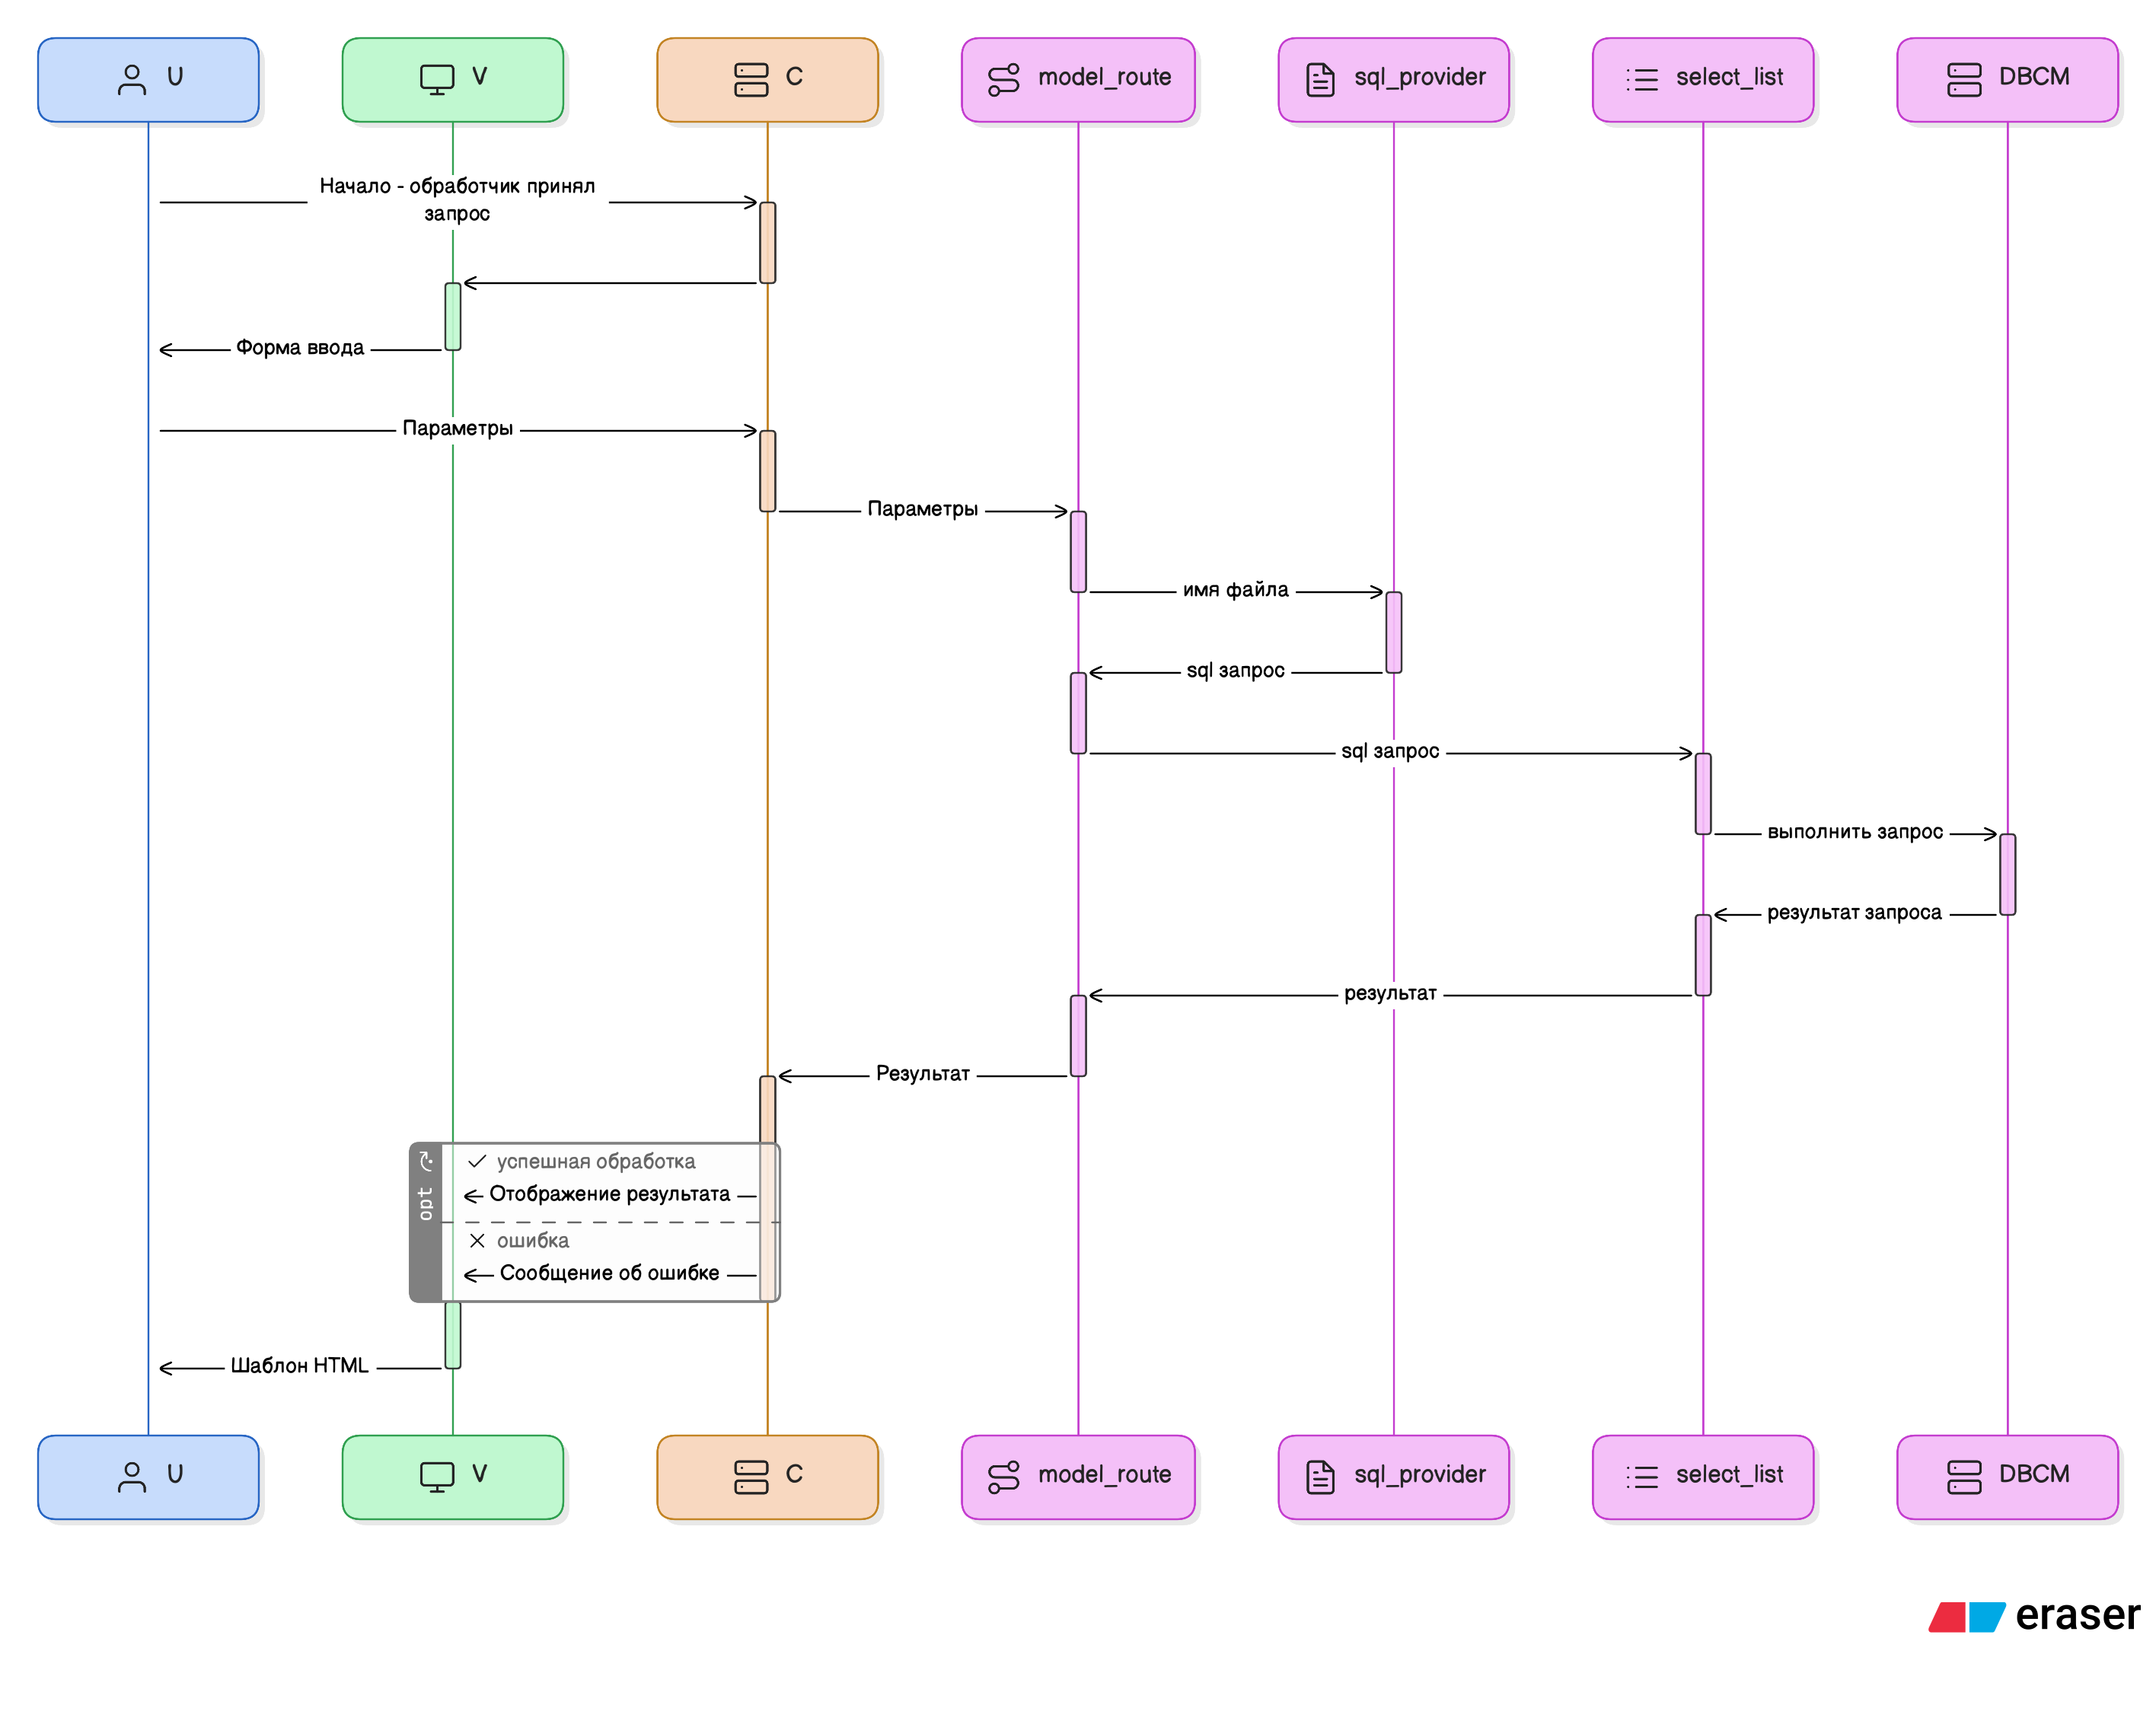 U
V
C
model_route
sql_provider
select_list
DBCM
Начало - обработчик принял
запрос
Форма ввода
Параметры
Параметры
имя файла
sql запрос
sql запрос
выполнить запрос
результат запроса
результат
Результат
opt
успешная обработка
Отображение результата
ошибка
Сообщение об ошибке
Шаблон HTML
U
V
C
model_route
sql_provider
select_list
DBCM
eraser